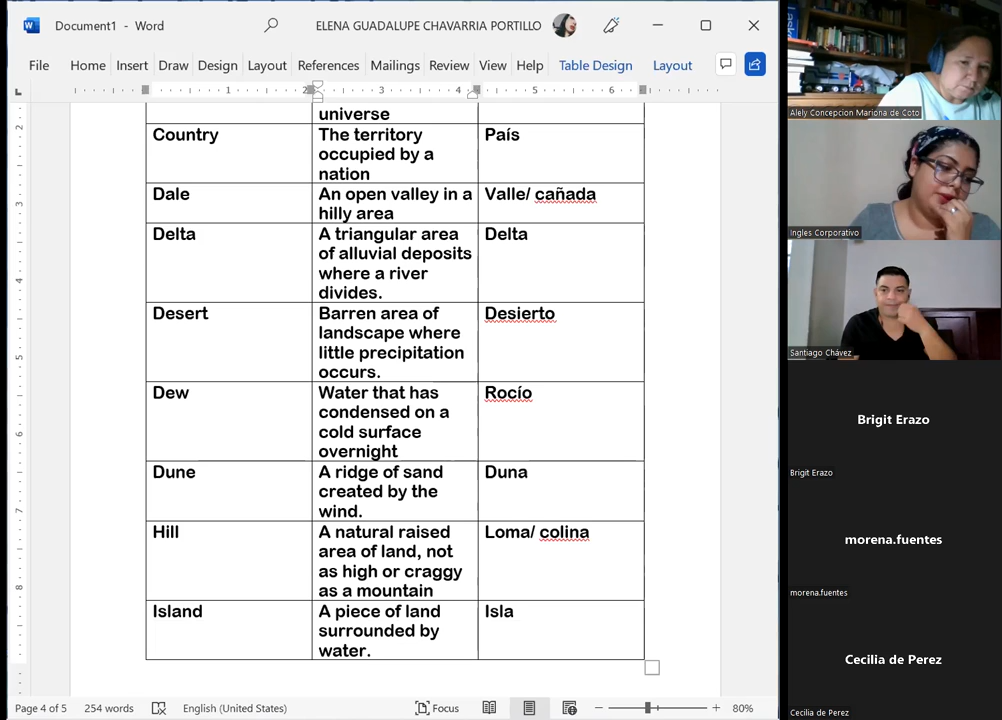 Document1 - Word
ELENA GUADALUPE CHAVARRIA PORTILLO
File Home Insert Draw Design Layout References Mailings Review View Help Table Design Layout
1 2 3 4 5 6
universe
Country The territory occupied by a nation País
Dale An open valley in a hilly area Valle/ cañada
Delta A triangular area of alluvial deposits where a river divides. Delta
Desert Barren area of landscape where little precipitation occurs. Desierto
Dew Water that has condensed on a cold surface overnight Rocío
Dune A ridge of sand created by the wind. Duna
Hill A natural raised area of land, not as high or craggy as a mountain Loma/ colina
Island A piece of land surrounded by water. Isla
Page 4 of 5 254 words English (United States) Focus 80%
Alely Concepcion Mariona de Coto
Ingles Corporativo
Santiago Chávez
Brigit Erazo
Brigit Erazo
morena.fuentes
morena.fuentes
Cecilia de Perez
Cecilia de Perez